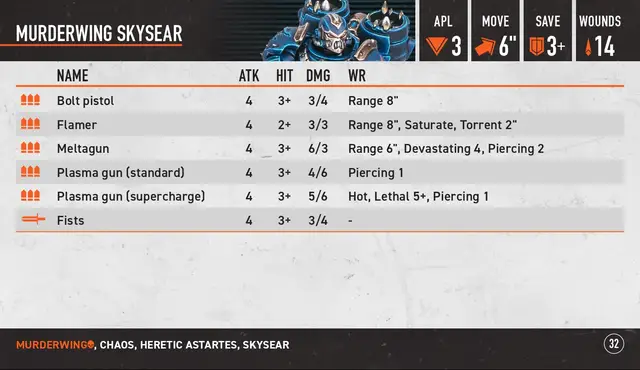 MURDERWING SKYSEAR
APL 3
MOVE 6"
SAVE 3+
WOUNDS 14
NAME ATK HIT DMG WR
Bolt pistol 4 3+ 3/4 Range 8"
Flamer 4 2+ 3/3 Range 8", Saturate, Torrent 2"
Meltagun 4 3+ 6/3 Range 6", Devastating 4, Piercing 2
Plasma gun (standard) 4 3+ 4/6 Piercing 1
Plasma gun (supercharge) 4 3+ 5/6 Hot, Lethal 5+, Piercing 1
Fists 4 3+ 3/4 -
MURDERWING, CHAOS, HERETIC ASTARTES, SKYSEAR
32